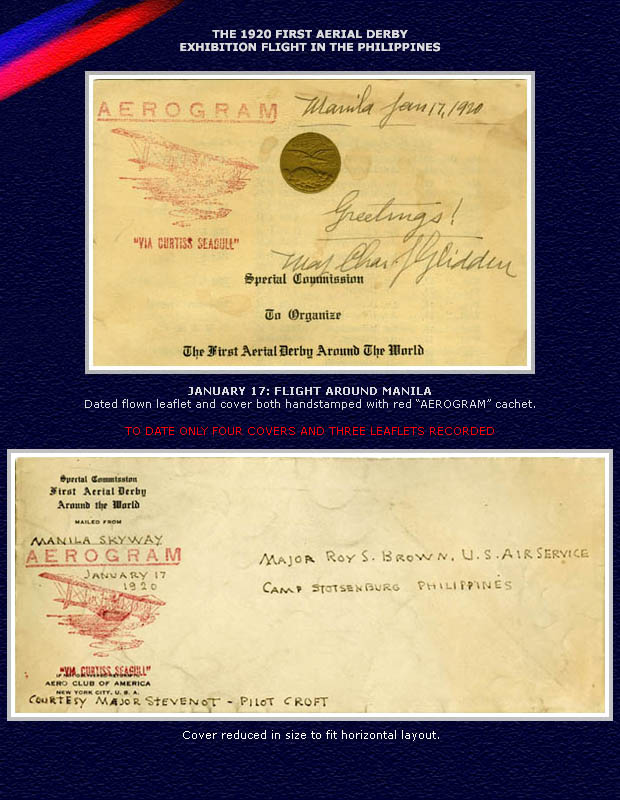 THE 1920 FIRST AERIAL DERBY
EXHIBITION FLIGHT IN THE PHILIPPINES
AEROGRAM
Manila Jan 17, 1920
"VIA CURTISS SEAGULL"
Greetings!
Maj Chas J Glidden
Special Commission
To Organize
The First Aerial Derby Around The World
JANUARY 17: FLIGHT AROUND MANILA
Dated flown leaflet and cover both handstamped with red "AEROGRAM" cachet.
TO DATE ONLY FOUR COVERS AND THREE LEAFLETS RECORDED
Special Commission
First Aerial Derby
Around the World
MAILED FROM
MANILA SKYWAY
AEROGRAM
JANUARY 17
1920
MAJOR ROY S. BROWN, U.S. AIR SERVICE
CAMP STOTSENBURG PHILIPPINES
"VIA CURTISS SEAGULL"
IF NOT DELIVERED RETURN TO
AERO CLUB OF AMERICA
NEW YORK CITY, U. S. A.
COURTESY MAJOR STEVENOT - PILOT CROFT
Cover reduced in size to fit horizontal layout.